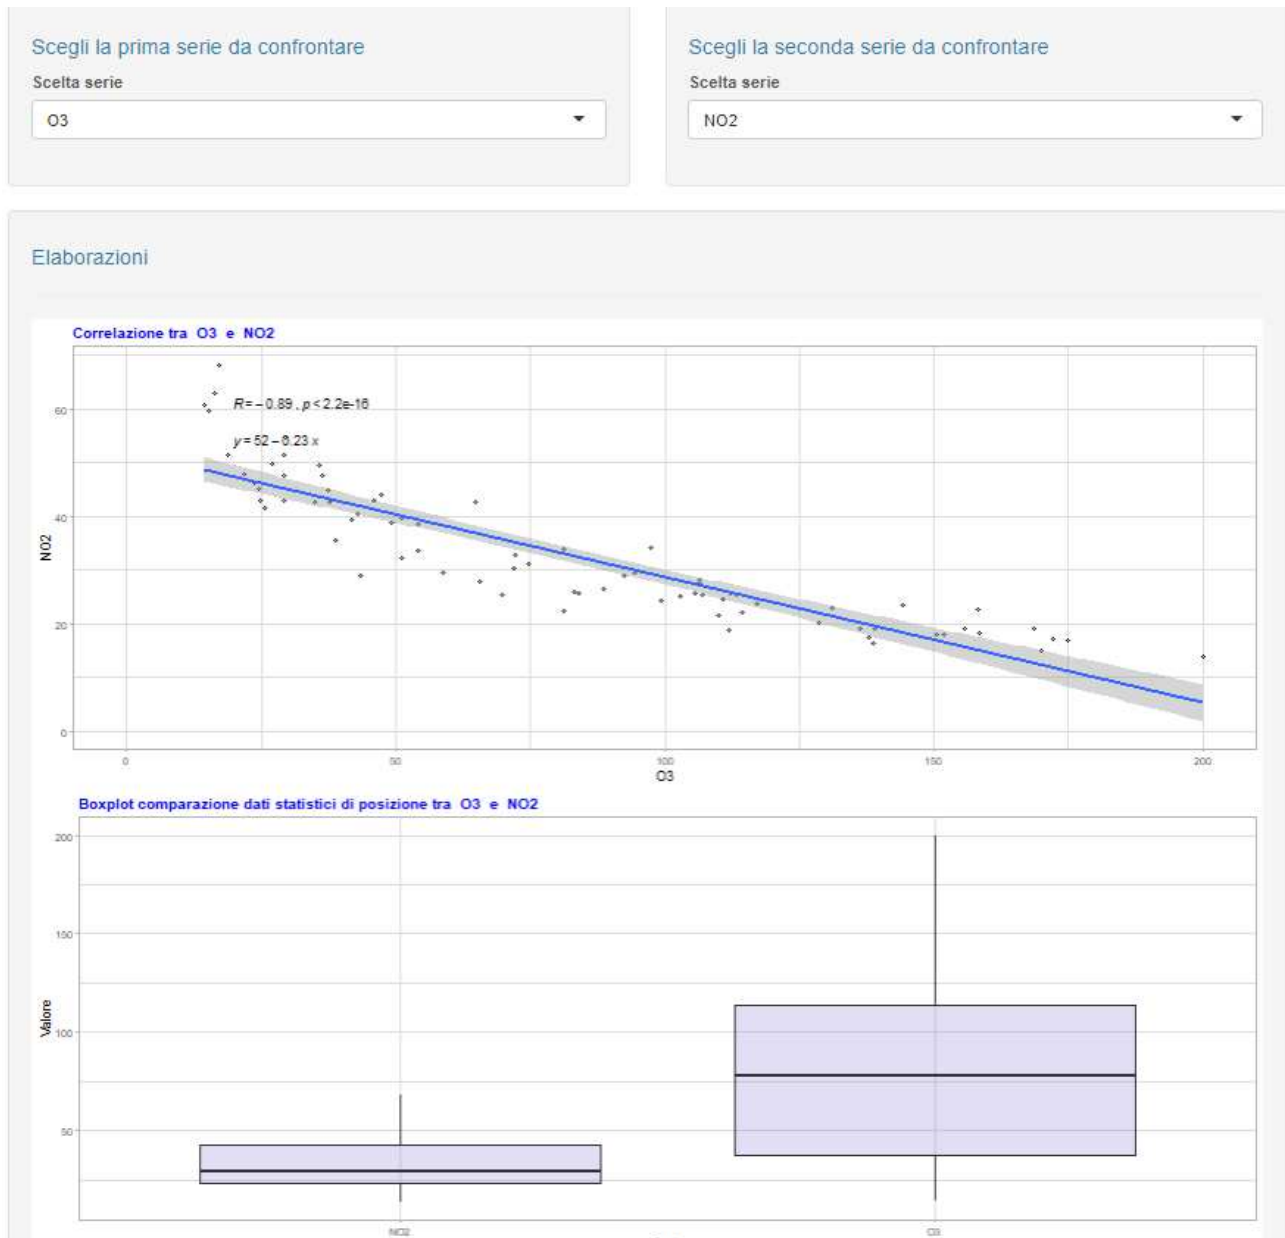 Scegli la prima serie da confrontare
Scelta serie
O3
Scegli la seconda serie da confrontare
Scelta serie
NO2
Elaborazioni
Correlazione tra O3 e NO2
R = − 0.89 , p < 2.2e-16
y = 52 − 0.23 x
60
40
20
0
NO2
0
50
100
150
200
O3
Boxplot comparazione dati statistici di posizione tra O3 e NO2
200
150
100
50
Valore
NO2
O3